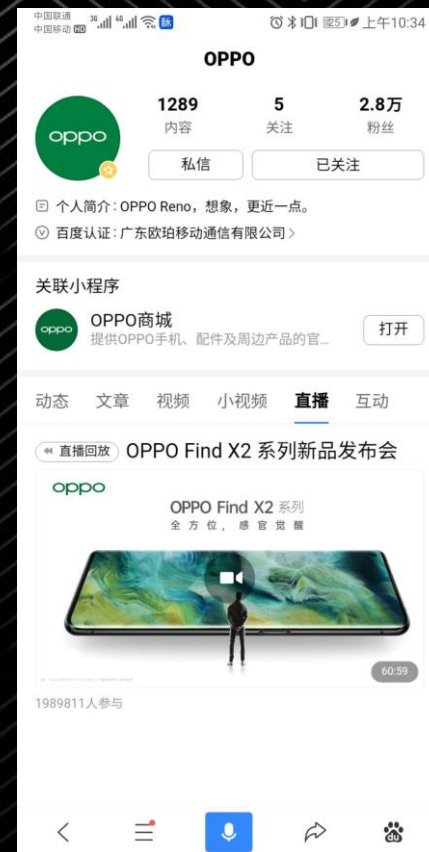 中国联通
中国移动 HD 3G 4G 脉 25 上午10:34
OPPO
1289 5 2.8万
内容 关注 粉丝
oppo
私信 已关注
个人简介:OPPO Reno,想象,更近一点。
百度认证:广东欧珀移动通信有限公司>
关联小程序
oppo
OPPO商城
提供OPPO手机、配件及周边产品的官...
打开
动态 文章 视频 小视频 直播 互动
直播回放 OPPO Find X2 系列新品发布会
oppo
OPPO Find X2 系列
全方位,感官觉醒
60:59
1989811人参与
du